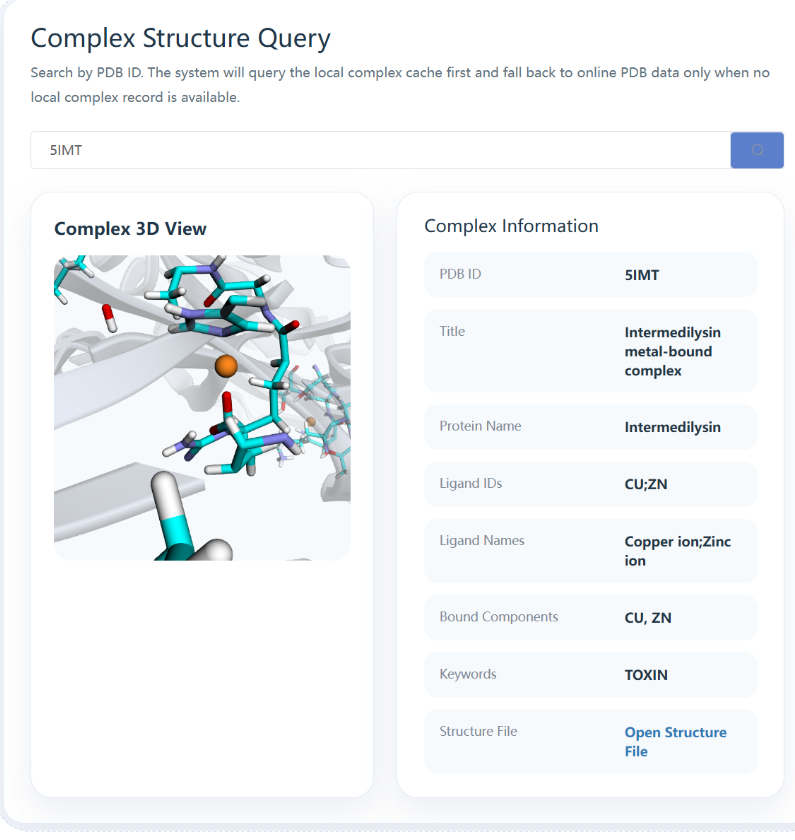 Complex Structure Query
Search by PDB ID. The system will query the local complex cache first and fall back to online PDB data only when no
local complex record is available.
5IMT
Complex 3D View
Complex Information
PDB ID
5IMT
Title
Intermedilysin
metal-bound
complex
Protein Name
Intermedilysin
Ligand IDs
CU;ZN
Ligand Names
Copper ion;Zinc
ion
Bound Components
CU, ZN
Keywords
TOXIN
Structure File
Open Structure
File